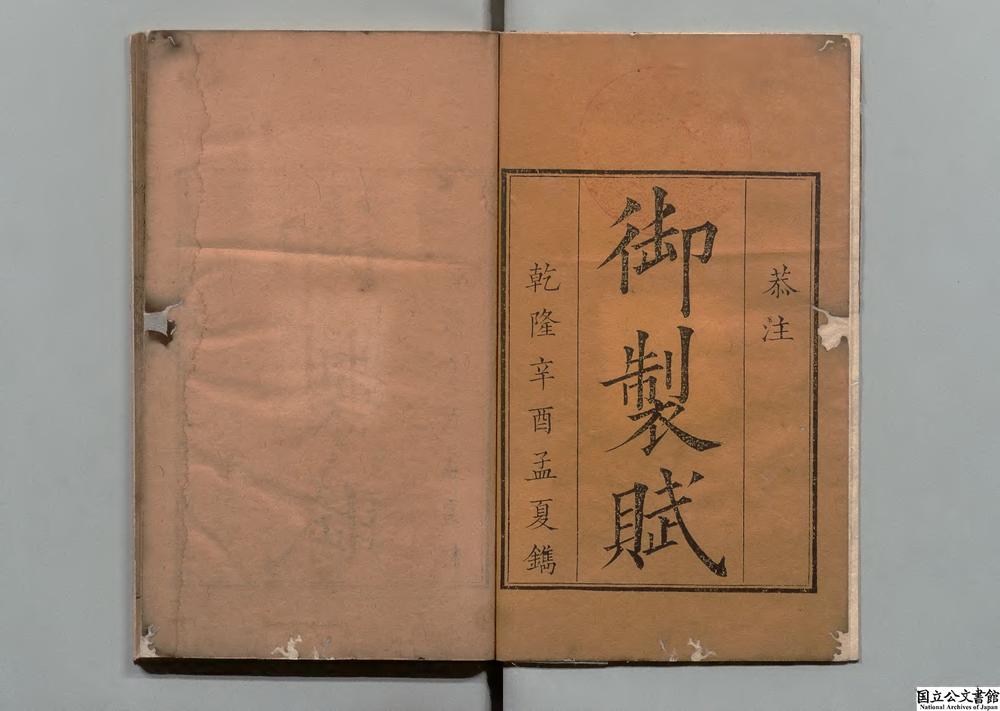 恭注
御製賦
乾隆辛酉孟夏鐫
国立公文書館
National Archives of Japan